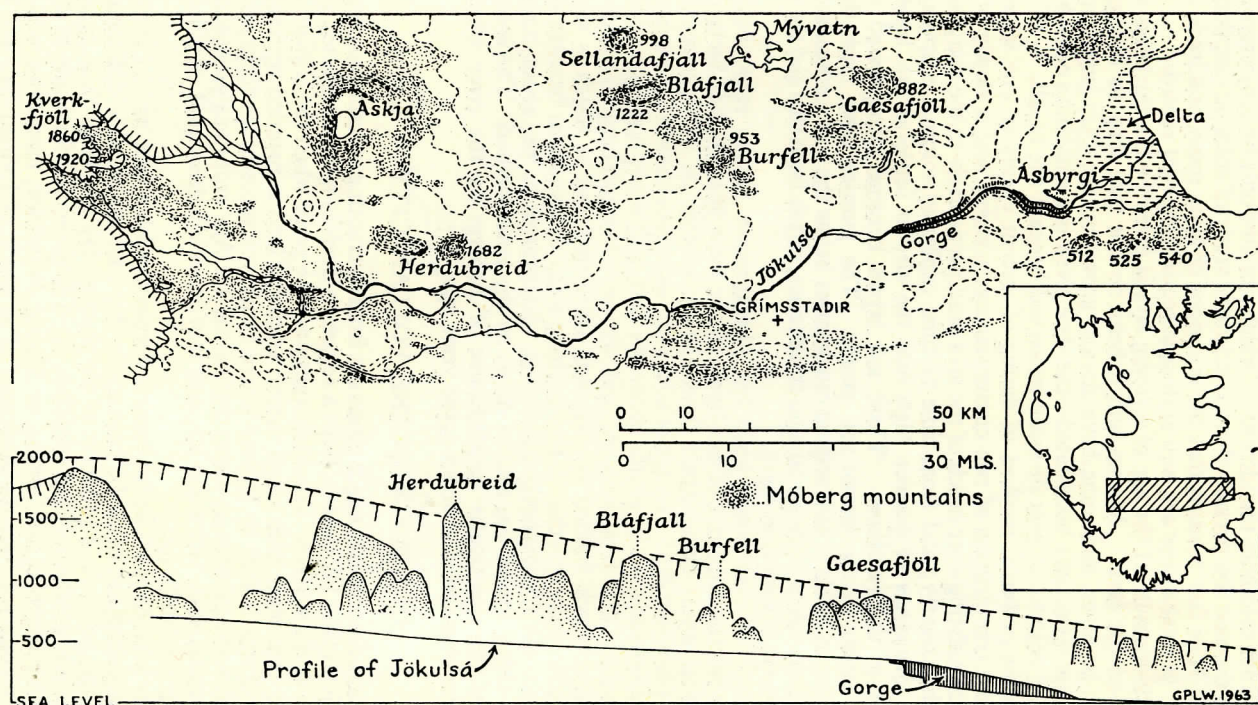 998
Mývatn
Sellandafjall
Bláfjall
882
Gaesafjöll
Kverk-
fjöll
1860
1920
Askja
1222
953
Burfell
Delta
Ásbyrgi
1682
Herdubreid
Jökulsá
Gorge
512 525 540
GRÍMSSTADIR
0 10 50 KM
0 10 30 MLS.
Móberg mountains
2000
1500
1000
500
SEA LEVEL
Herdubreid
Bláfjall
Burfell
Gaesafjöll
Profile of Jökulsá
Gorge
GPLW.1963